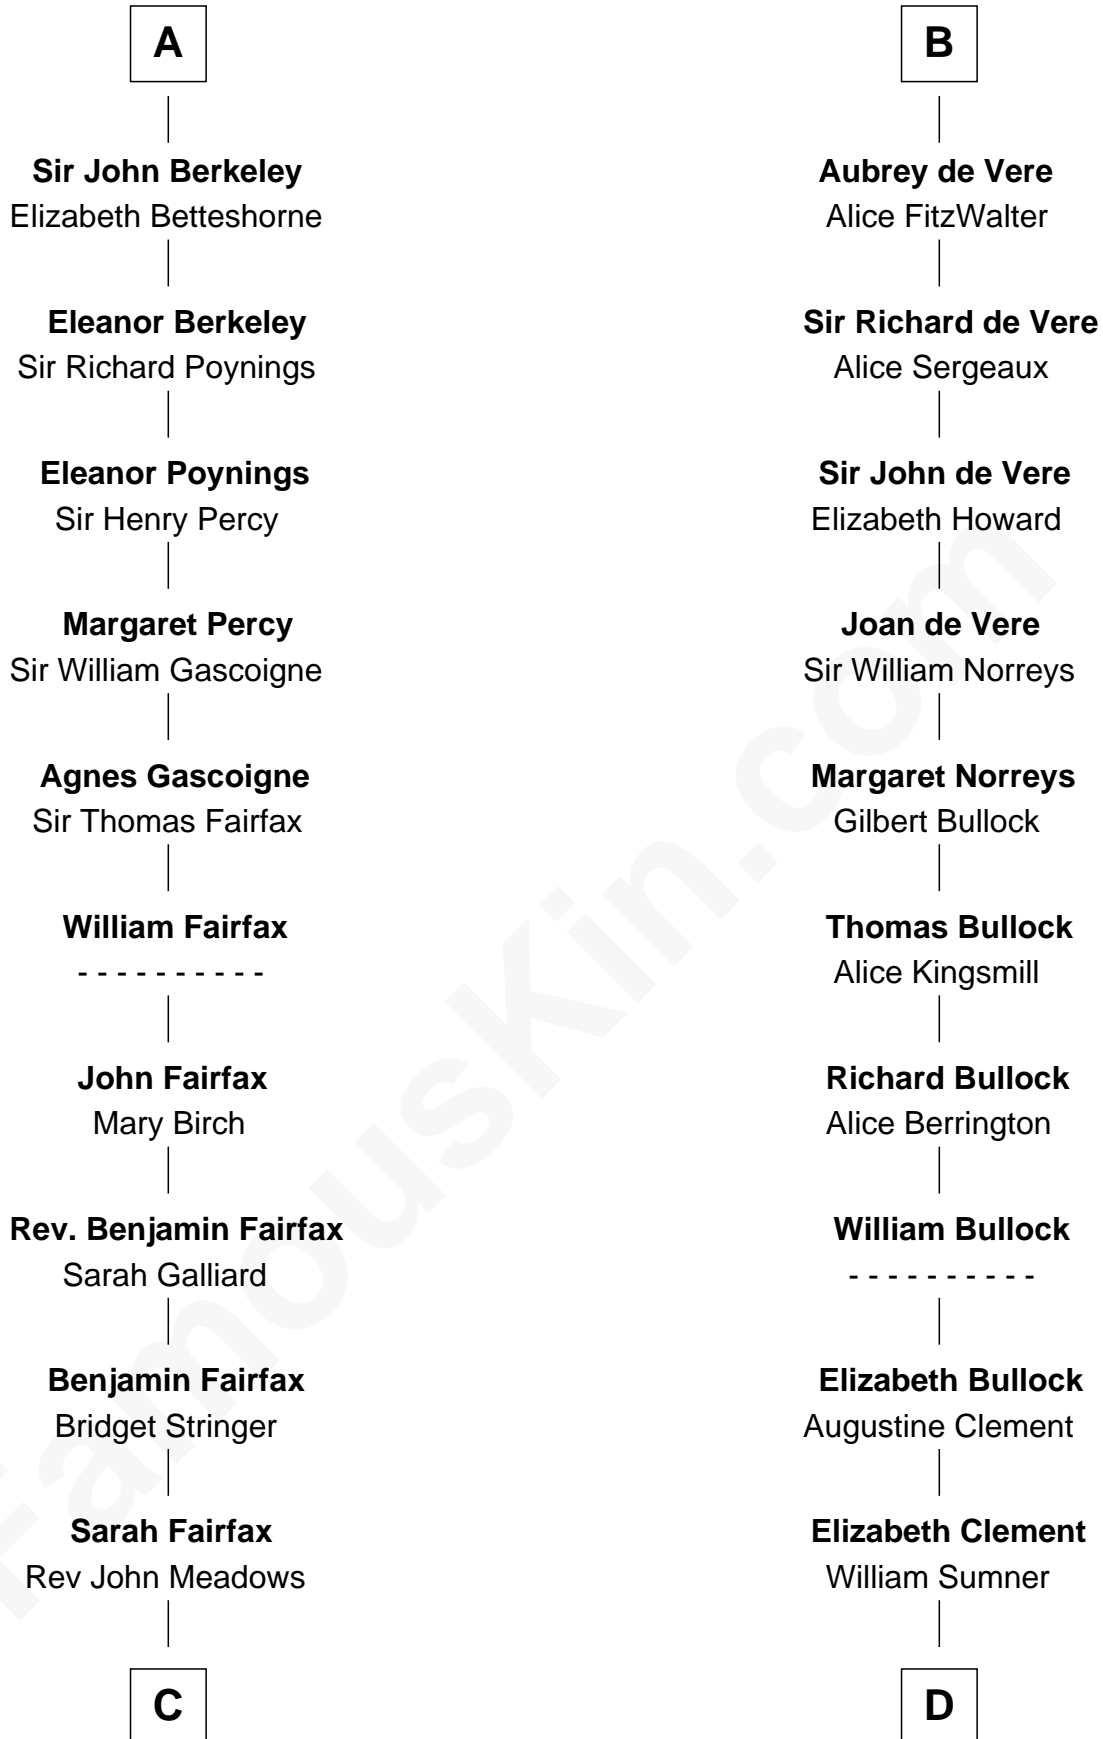 A
Sir John Berkeley
Elizabeth Betteshorne
Eleanor Berkeley
Sir Richard Poynings
Eleanor Poynings
Sir Henry Percy
Margaret Percy
Sir William Gascoigne
Agnes Gascoigne
Sir Thomas Fairfax
William Fairfax
- - - - - - - - - -
John Fairfax
Mary Birch
Rev. Benjamin Fairfax
Sarah Galliard
Benjamin Fairfax
Bridget Stringer
Sarah Fairfax
Rev John Meadows
C
B
Aubrey de Vere
Alice FitzWalter
Sir Richard de Vere
Alice Sergeaux
Sir John de Vere
Elizabeth Howard
Joan de Vere
Sir William Norreys
Margaret Norreys
Gilbert Bullock
Thomas Bullock
Alice Kingsmill
Richard Bullock
Alice Berrington
William Bullock
- - - - - - - - - -
Elizabeth Bullock
Augustine Clement
Elizabeth Clement
William Sumner
D
FamousKin.com